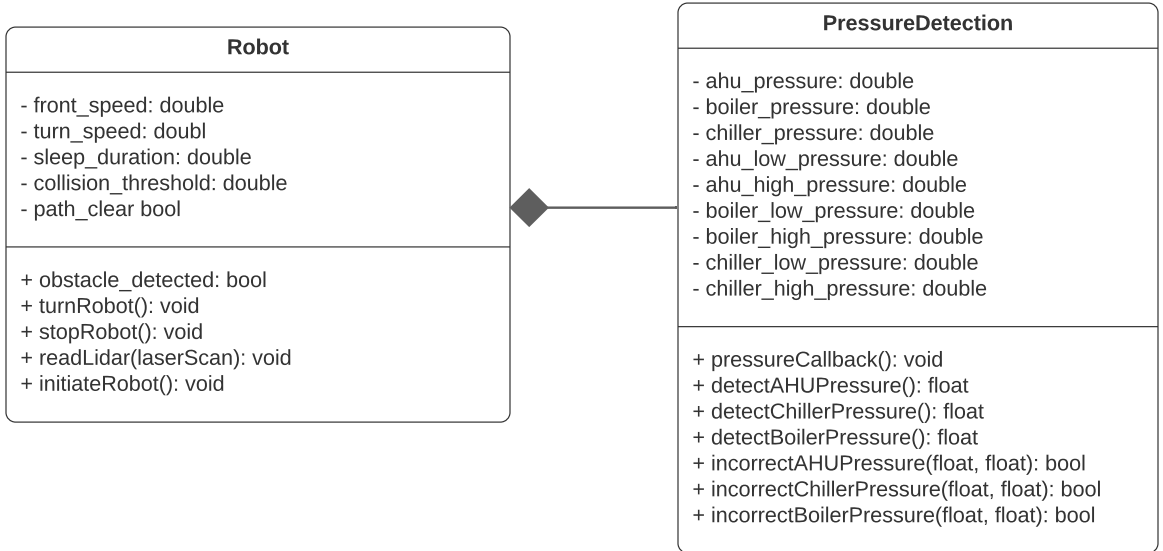 Robot
- front_speed: double
- turn_speed: doubl
- sleep_duration: double
- collision_threshold: double
- path_clear bool
+ obstacle_detected: bool
+ turnRobot(): void
+ stopRobot(): void
+ readLidar(laserScan): void
+ initiateRobot(): void
PressureDetection
- ahu_pressure: double
- boiler_pressure: double
- chiller_pressure: double
- ahu_low_pressure: double
- ahu_high_pressure: double
- boiler_low_pressure: double
- boiler_high_pressure: double
- chiller_low_pressure: double
- chiller_high_pressure: double
+ pressureCallback(): void
+ detectAHUPressure(): float
+ detectChillerPressure(): float
+ detectBoilerPressure(): float
+ incorrectAHUPressure(float, float): bool
+ incorrectChillerPressure(float, float): bool
+ incorrectBoilerPressure(float, float): bool